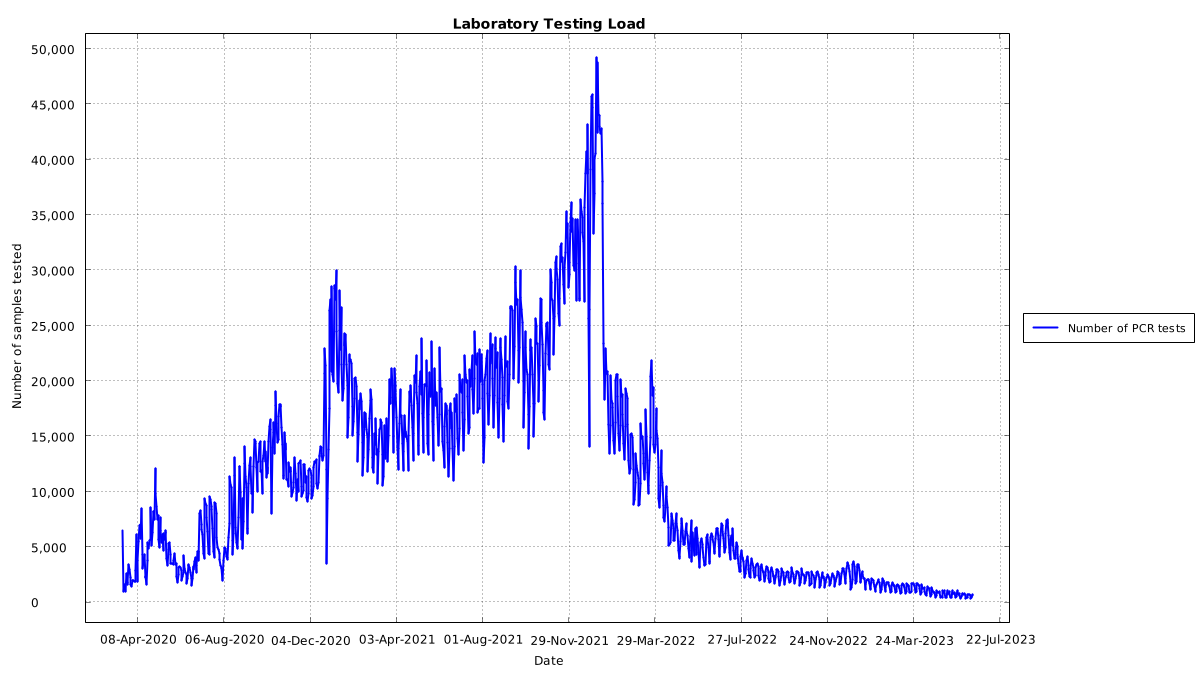 Laboratory Testing Load
50,000
45,000
40,000
35,000
30,000
25,000
20,000
15,000
10,000
5,000
0
Number of samples tested
Number of PCR tests
08-Apr-2020 06-Aug-2020 04-Dec-2020 03-Apr-2021 01-Aug-2021 29-Nov-2021 29-Mar-2022 27-Jul-2022 24-Nov-2022 24-Mar-2023 22-Jul-2023
Date